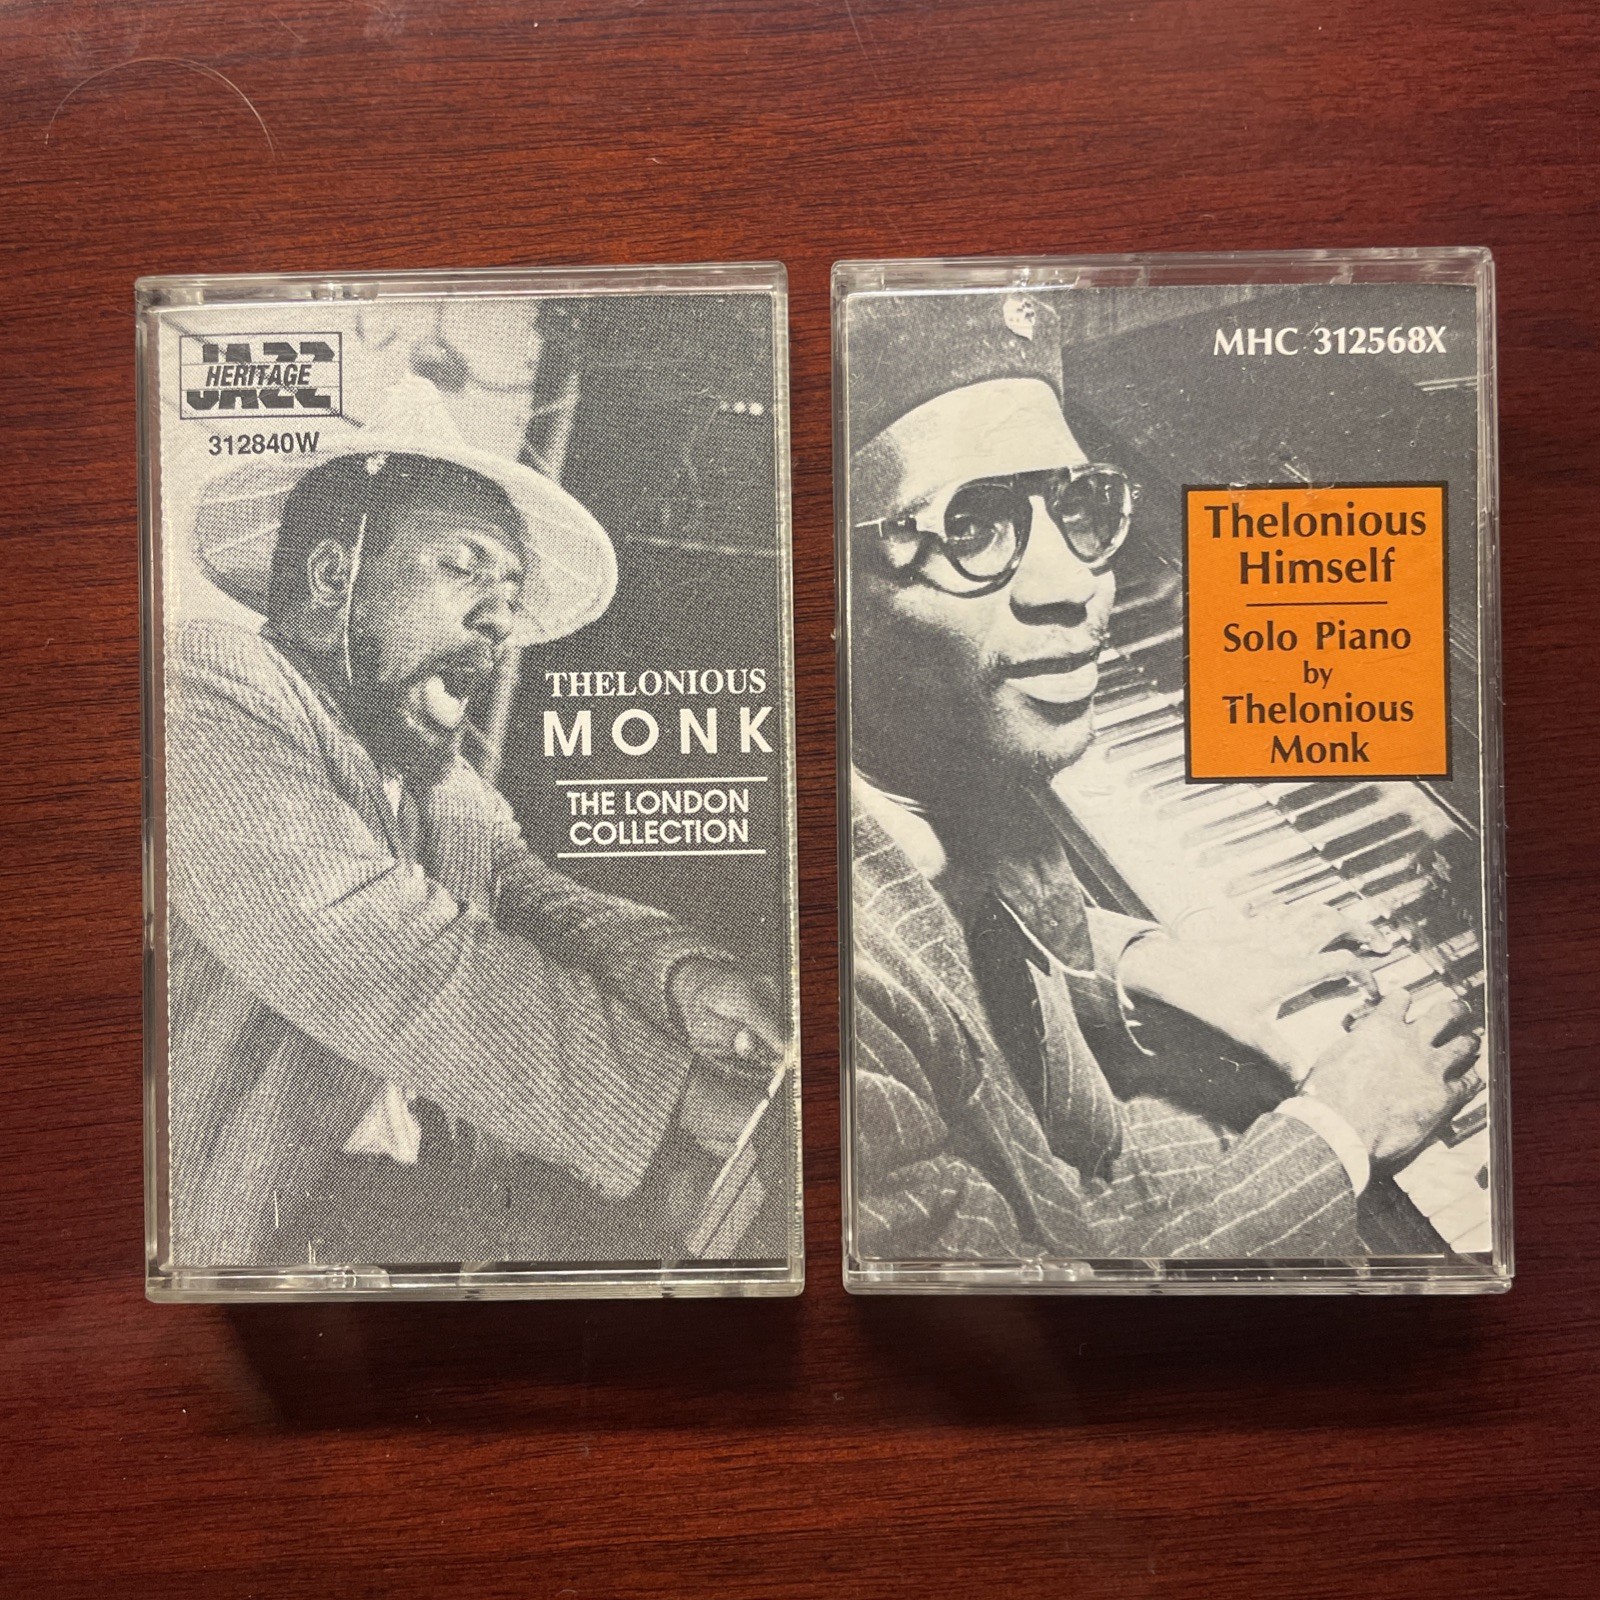 JAZZ
HERITAGE
312840W
THELONIOUS
MONK
THE LONDON
COLLECTION
MHC 312568X
Thelonious
Himself
Solo Piano
by
Thelonious
Monk